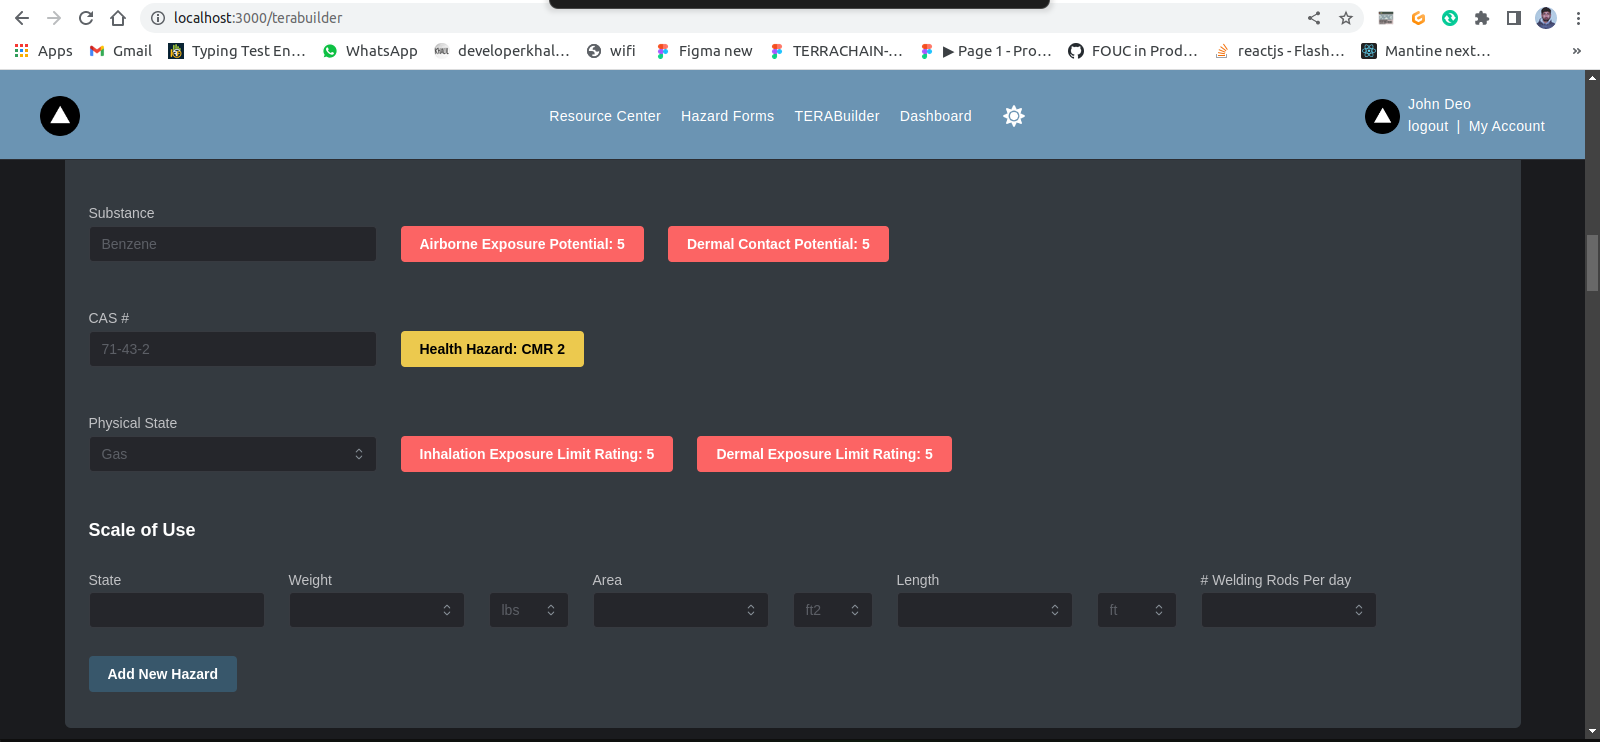 localhost:3000/terabuilder
Apps Gmail Typing Test En... WhatsApp developerkhal... wifi Figma new TERRACHAIN-... ▶ Page 1 - Pro... FOUC in Prod... reactjs - Flash... Mantine next... »
Resource Center Hazard Forms TERABuilder Dashboard
John Deo
logout | My Account
Substance
Benzene Airborne Exposure Potential: 5 Dermal Contact Potential: 5
CAS #
71-43-2 Health Hazard: CMR 2
Physical State
Gas Inhalation Exposure Limit Rating: 5 Dermal Exposure Limit Rating: 5
Scale of Use
State Weight Area Length # Welding Rods Per day
lbs ft2 ft
Add New Hazard